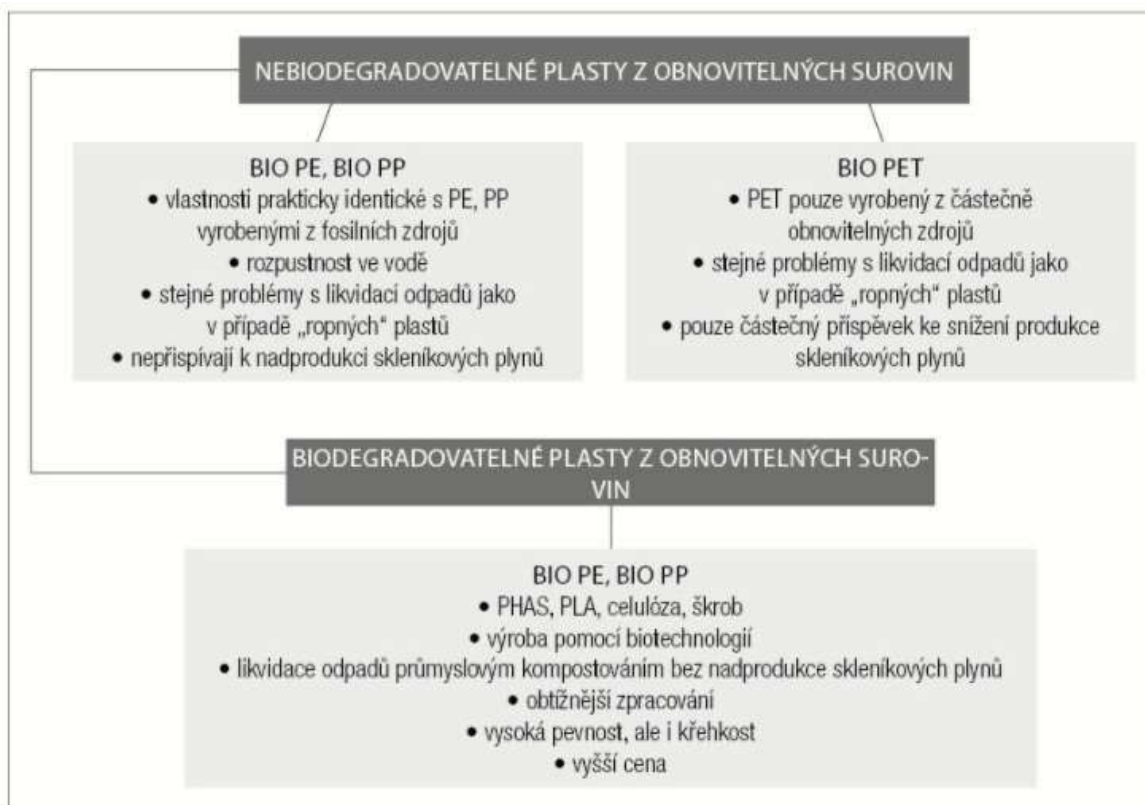 NEBIODEGRADOVATELNÉ PLASTY Z OBNOVITELNÝCH SUROVIN
BIO PE, BIO PP
• vlastnosti prakticky identické s PE, PP
vyrobenými z fosilních zdrojů
• rozpustnost ve vodě
• stejné problémy s likvidací odpadů jako
v případě „ropných“ plastů
• nepřispívají k nadprodukci skleníkových plynů
BIO PET
• PET pouze vyrobený z částečně
obnovitelných zdrojů
• stejné problémy s likvidací odpadů jako
v případě „ropných“ plastů
• pouze částečný příspěvek ke snížení produkce
skleníkových plynů
BIODEGRADOVATELNÉ PLASTY Z OBNOVITELNÝCH SURO-
VIN
BIO PE, BIO PP
• PHAS, PLA, celulóza, škrob
• výroba pomocí biotechnologií
• likvidace odpadů průmyslovým kompostováním bez nadprodukce skleníkových plynů
• obtížnější zpracování
• vysoká pevnost, ale i křehkost
• vyšší cena